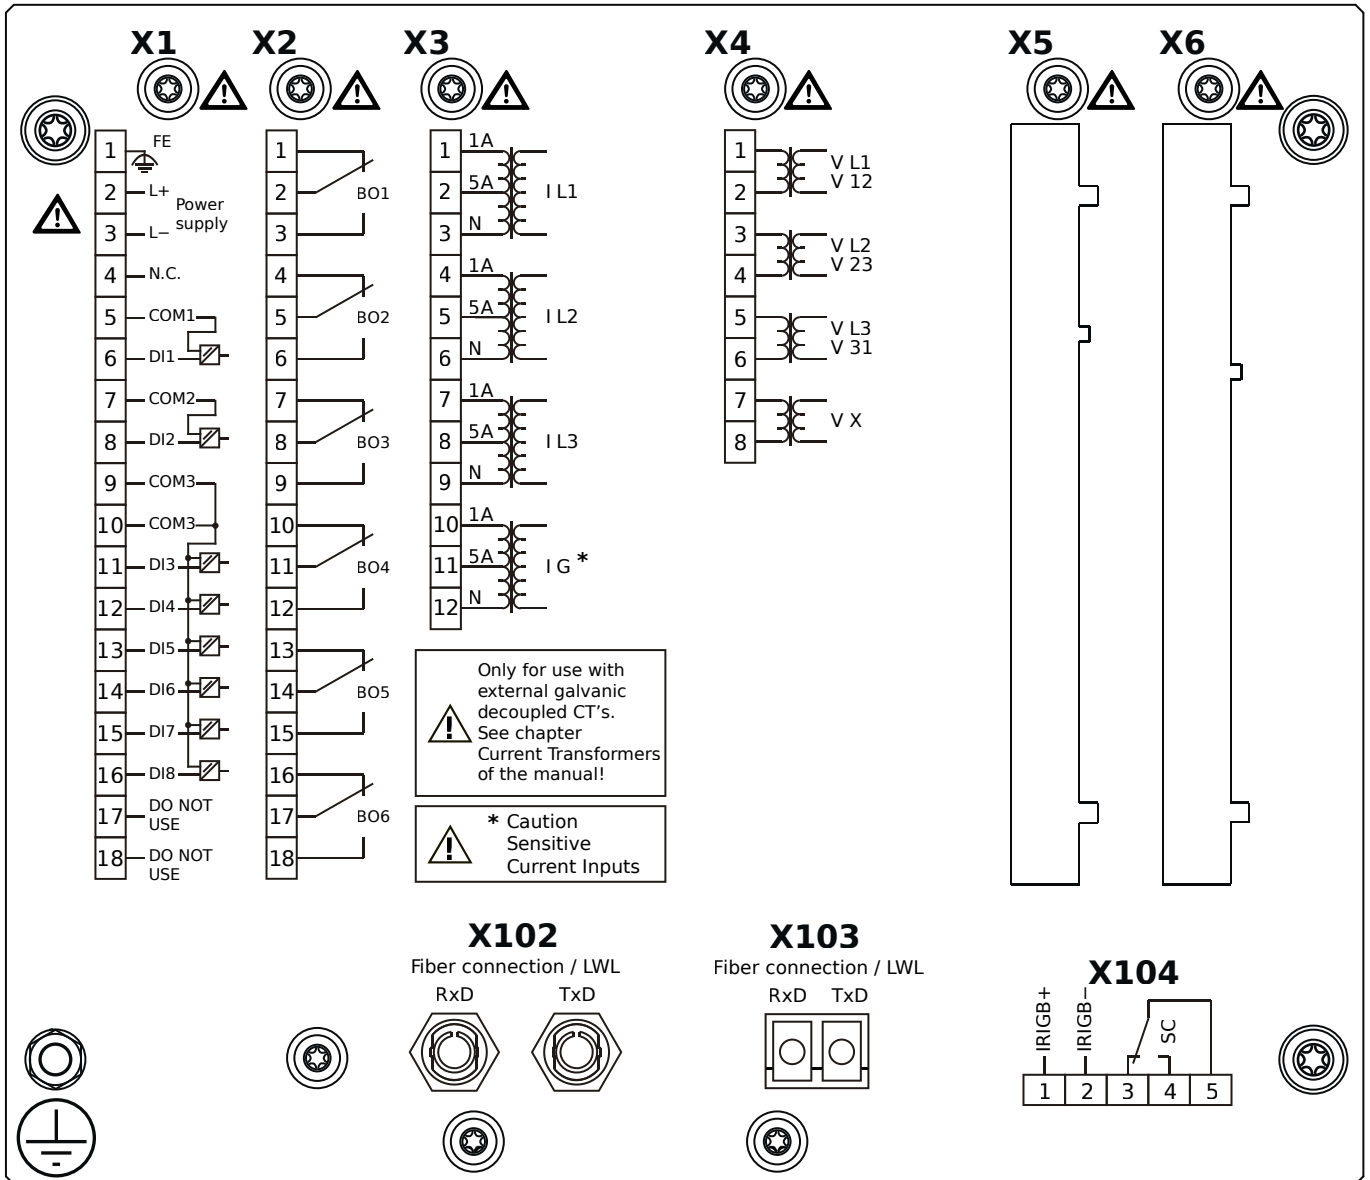 X1 X2 X3 X4 X5 X6
1 FE
2 L+
Power
supply
3 L−
4 N.C.
5 COM1
6 DI1
7 COM2
8 DI2
9 COM3
10 COM3
11 DI3
12 DI4
13 DI5
14 DI6
15 DI7
16 DI8
17 DO NOT
USE
18 DO NOT
USE
1
2 BO1
3
4
5 BO2
6
7
8 BO3
9
10
11 BO4
12
13
14 BO5
15
16
17 BO6
18
1 1A
2 5A I L1
3 N
4 1A
5 5A I L2
6 N
7 1A
8 5A I L3
9 N
10 1A
11 5A I G *
12 N
Only for use with
external galvanic
decoupled CT's.
See chapter
Current Transformers
of the manual!
* Caution
Sensitive
Current Inputs
1 V L1
2 V 12
3 V L2
4 V 23
5 V L3
6 V 31
7 V X
8
X102
Fiber connection / LWL
RxD TxD
X103
Fiber connection / LWL
RxD TxD
X104
IRIGB+ IRIGB− SC
1 2 3 4 5